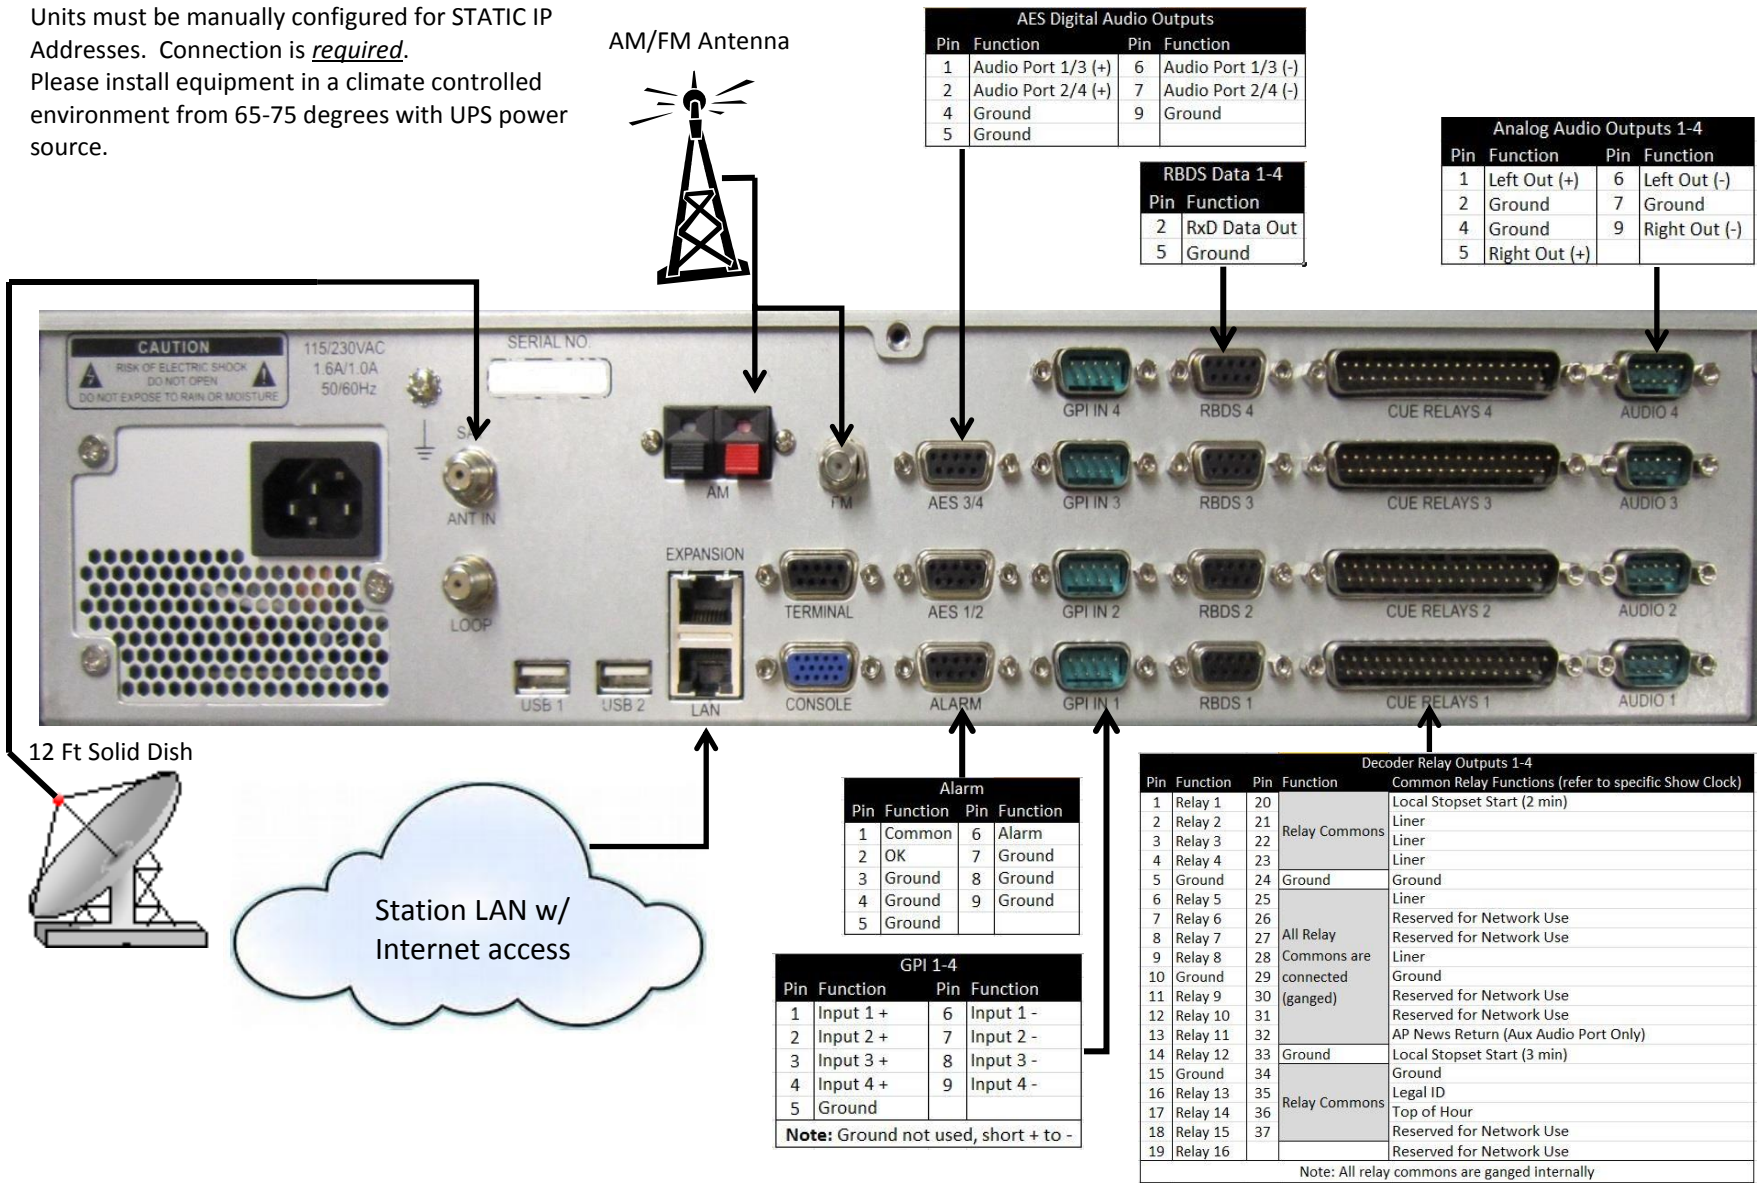 Units must be manually configured for STATIC IP
Addresses.  Connection is required.
Please install equipment in a climate controlled
environment from 65-75 degrees with UPS power
source.
AM/FM Antenna
AES Digital Audio Outputs
Pin Function Pin Function
1 Audio Port 1/3 (+) 6 Audio Port 1/3 (-)
2 Audio Port 2/4 (+) 7 Audio Port 2/4 (-)
4 Ground 9 Ground
5 Ground
RBDS Data 1-4
Pin Function
2 RxD Data Out
5 Ground
Analog Audio Outputs 1-4
Pin Function Pin Function
1 Left Out (+) 6 Left Out (-)
2 Ground 7 Ground
4 Ground 9 Right Out (-)
5 Right Out (+)
CAUTION
RISK OF ELECTRIC SHOCK
DO NOT OPEN
DO NOT EXPOSE TO RAIN OR MOISTURE
115/230VAC
1.6A/1.0A
50/60Hz
SERIAL NO.
ANT IN
LOOP
USB 1
USB 2
AM
FM
EXPANSION
LAN
TERMINAL
CONSOLE
AES 3/4
AES 1/2
ALARM
GPI IN 4
GPI IN 3
GPI IN 2
GPI IN 1
RBDS 4
RBDS 3
RBDS 2
RBDS 1
CUE RELAYS 4
CUE RELAYS 3
CUE RELAYS 2
CUE RELAYS 1
AUDIO 4
AUDIO 3
AUDIO 2
AUDIO 1
12 Ft Solid Dish
Station LAN w/
Internet access
Alarm
Pin Function Pin Function
1 Common 6 Alarm
2 OK 7 Ground
3 Ground 8 Ground
4 Ground 9 Ground
5 Ground
GPI 1-4
Pin Function Pin Function
1 Input 1 + 6 Input 1 -
2 Input 2 + 7 Input 2 -
3 Input 3 + 8 Input 3 -
4 Input 4 + 9 Input 4 -
5 Ground
Note: Ground not used, short + to -
Decoder Relay Outputs 1-4
Pin Function Pin Function Common Relay Functions (refer to specific Show Clock)
1 Relay 1 20 Local Stopset Start (2 min)
2 Relay 2 21 Liner
Relay Commons
3 Relay 3 22 Liner
4 Relay 4 23 Liner
5 Ground 24 Ground Ground
6 Relay 5 25 Liner
7 Relay 6 26 Reserved for Network Use
8 Relay 7 27 All Relay Reserved for Network Use
9 Relay 8 28 Commons are Liner
10 Ground 29 connected Ground
11 Relay 9 30 (ganged) Reserved for Network Use
12 Relay 10 31 Reserved for Network Use
13 Relay 11 32 AP News Return (Aux Audio Port Only)
14 Relay 12 33 Ground Local Stopset Start (3 min)
15 Ground 34 Ground
16 Relay 13 35 Legal ID
Relay Commons
17 Relay 14 36 Top of Hour
18 Relay 15 37 Reserved for Network Use
19 Relay 16 Reserved for Network Use
Note: All relay commons are ganged internally